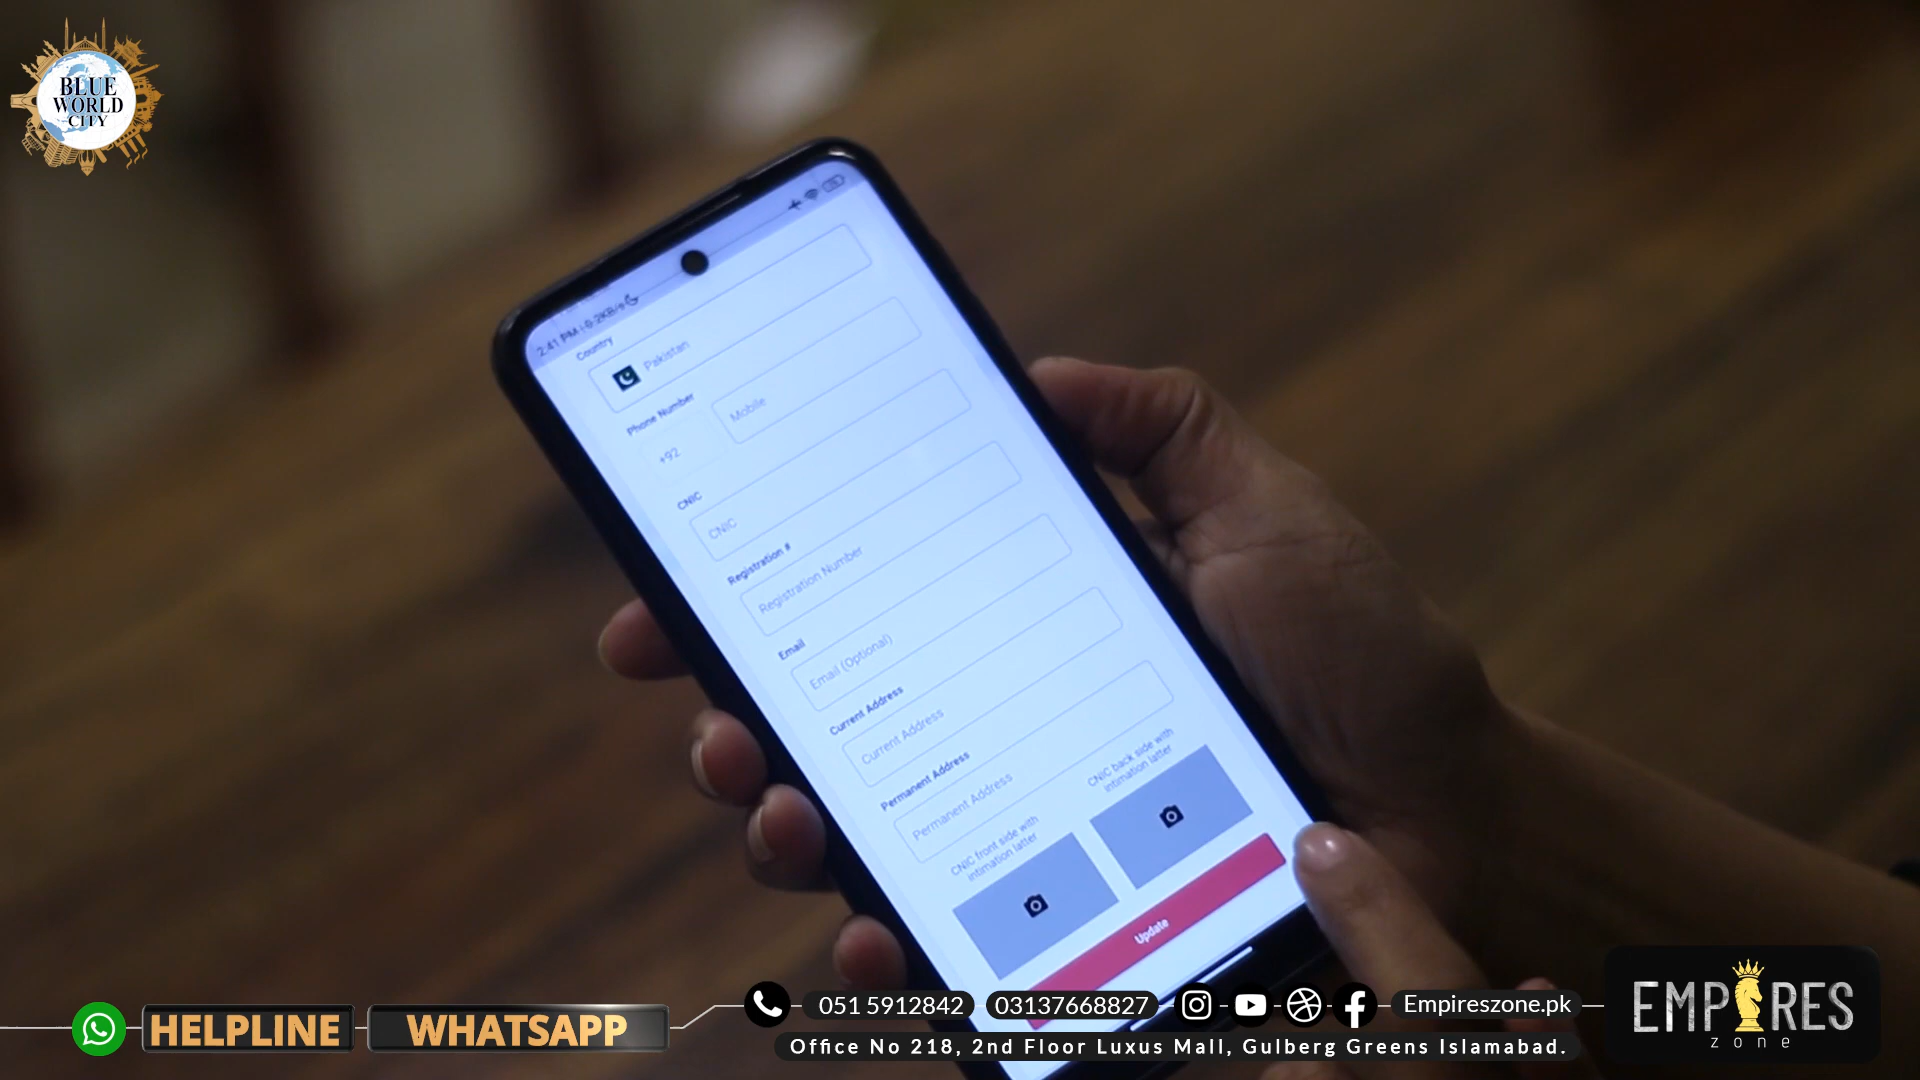 BLUE
WORLD
CITY
2:41 PM
Country
Pakistan
Phone Number
+92
Mobile
CNIC
CNIC
Registration #
Registration Number
Email
Email (Optional)
Current Address
Current Address
Permanent Address
Permanent Address
CNIC front side with
intimation latter
CNIC back side with
intimation latter
Update
HELPLINE
WHATSAPP
051 5912842
03137668827
Empireszone.pk
Office No 218, 2nd Floor Luxus Mall, Gulberg Greens Islamabad.
EMPIRES
zone